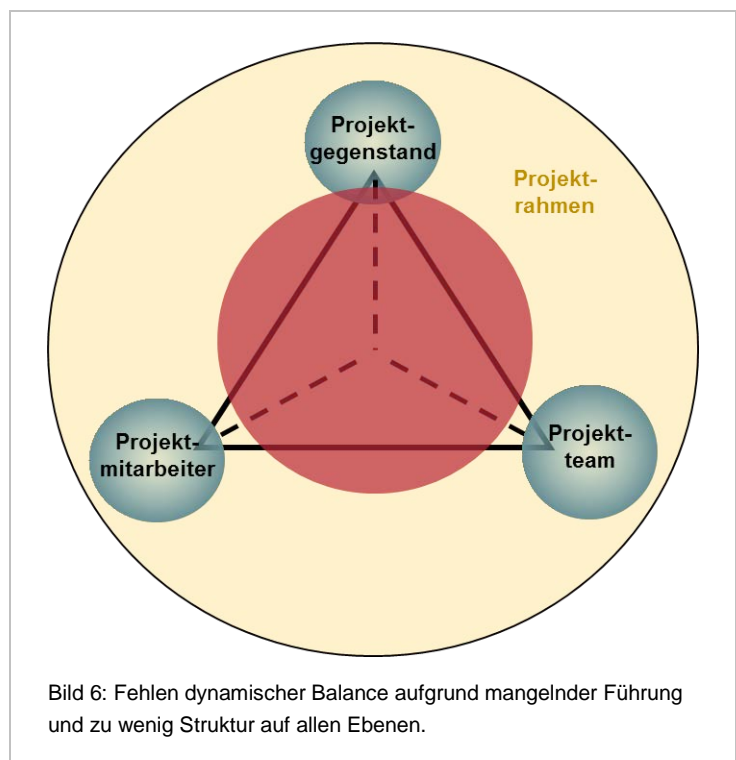 Projekt-
gegenstand
Projekt-
rahmen
Projekt-
mitarbeiter
Projekt-
team
Bild 6: Fehlen dynamischer Balance aufgrund mangelnder Führung
und zu wenig Struktur auf allen Ebenen.